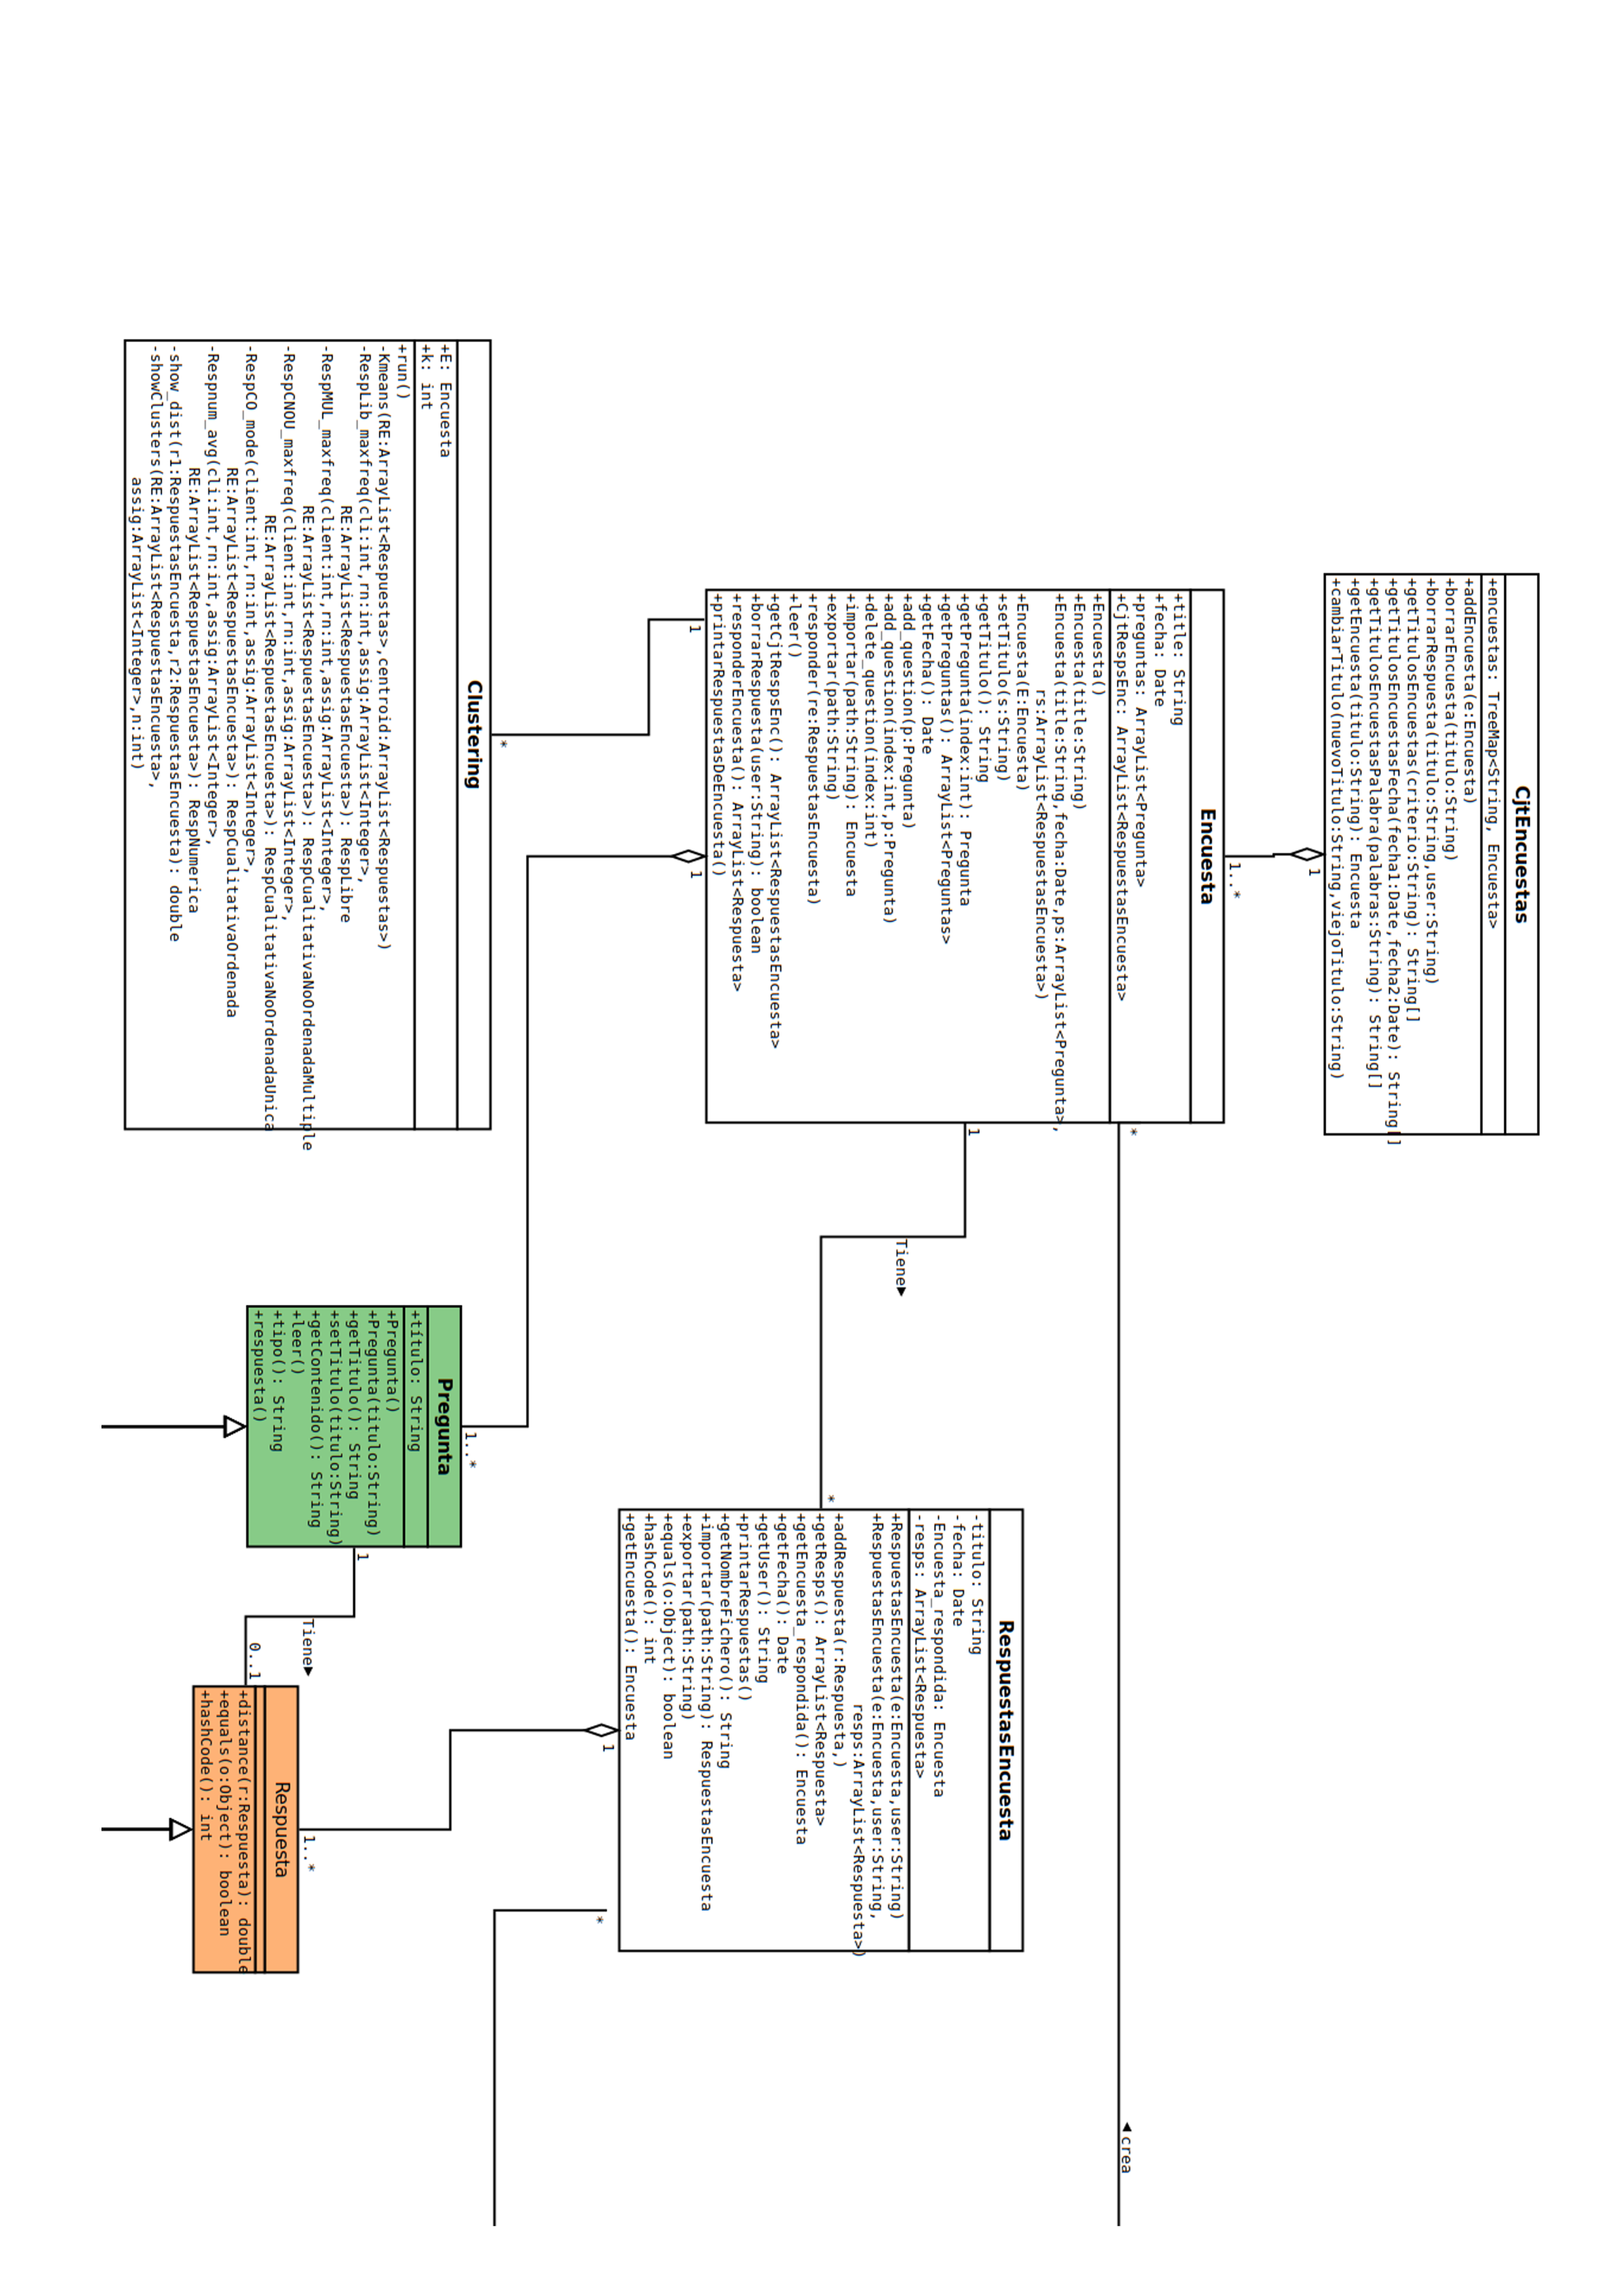 CjtEncuestas
+encuestas: TreeMap<String, Encuesta>
+addEncuesta(e:Encuesta)
+borrarEncuesta(titulo:String)
+borrarRespuesta(titulo:String,user:String)
+getTitulosEncuestas(criterio:String): String[]
+getTitulosEncuestasFecha(fecha1:Date,fecha2:Date): String[]
+getTitulosEncuestasPalabra(palabras:String): String[]
+getEncuesta(titulo:String): Encuesta
+cambiarTitulo(nuevoTitulo:String,viejoTitulo:String)
1
1..*
Encuesta
+title: String
+fecha: Date
+preguntas: ArrayList<Pregunta>
+CjtRespsEnc: ArrayList<RespuestasEncuesta>
+Encuesta()
+Encuesta(title:String)
+Encuesta(title:String,fecha:Date,ps:ArrayList<Pregunta>,
rs:ArrayList<RespuestasEncuesta>)
+Encuesta(E:Encuesta)
+setTitulo(s:String)
+getTitulo(): String
+getPregunta(index:int): Pregunta
+getPreguntas(): ArrayList<Preguntas>
+getFecha(): Date
+add_question(p:Pregunta)
+add_question(index:int,p:Pregunta)
+delete_question(index:int)
+importar(path:String): Encuesta
+exportar(path:String)
+responder(re:RespuestasEncuesta)
+leer()
+getCjtRespsEnc(): ArrayList<RespuestasEncuesta>
+borrarRespuesta(user:String): boolean
+responderEncuesta(): ArrayList<Respuesta>
+printarRespuestasDeEncuesta()
*
◀ crea
1
Tiene▶
*
1
1
RespuestasEncuesta
-titulo: String
-fecha: Date
-Encuesta_respondida: Encuesta
-resps: ArrayList<Respuesta>
+RespuestasEncuesta(e:Encuesta,user:String)
+RespuestasEncuesta(e:Encuesta,user:String,
resps:ArrayList<Respuesta>)
+addRespuesta(r:Respuesta,)
+getResps(): ArrayList<Respuesta>
+getEncuesta_respondida(): Encuesta
+getFecha(): Date
+getUser(): String
+printarRespuestas()
+getNombreFichero(): String
+importar(path:String): RespuestasEncuesta
+exportar(path:String)
+equals(o:Object): boolean
+hashCode(): int
+getEncuesta(): Encuesta
1
*
*
Clustering
+E: Encuesta
+k: int
+run()
-Kmeans(RE:ArrayList<Respuestas>,centroid:ArrayList<Respuestas>)
-RespLib_maxfreq(cli:int,rn:int,assig:ArrayList<Integer>,
RE:ArrayList<RespuestasEncuesta>): RespLibre
-RespMUL_maxfreq(client:int,rn:int,assig:ArrayList<Integer>,
RE:ArrayList<RespuestasEncuesta>): RespCualitativaNoOrdenadaMultiple
-RespCNOU_maxfreq(client:int,rn:int,assig:ArrayList<Integer>,
RE:ArrayList<RespuestasEncuesta>): RespCualitativaNoOrdenadaUnica
-RespCO_mode(client:int,rn:int,assig:ArrayList<Integer>,
RE:ArrayList<RespuestasEncuesta>): RespCualitativaOrdenada
-Respnum_avg(cli:int,rn:int,assig:ArrayList<Integer>,
RE:ArrayList<RespuestasEncuesta>): RespNumerica
-show_dist(r1:RespuestasEncuesta,r2:RespuestasEncuesta): double
-showClusters(RE:ArrayList<RespuestasEncuesta>,
assig:ArrayList<Integer>,n:int)
1..*
Pregunta
+título: String
+Pregunta()
+Pregunta(titulo:String)
+getTitulo(): String
+setTitulo(titulo:String)
+getContenido(): String
+leer()
+tipo(): String
+respuesta()
1
Tiene▶
0..1
1..*
Respuesta
+distance(r:Respuesta): double
+equals(o:Object): boolean
+hashCode(): int